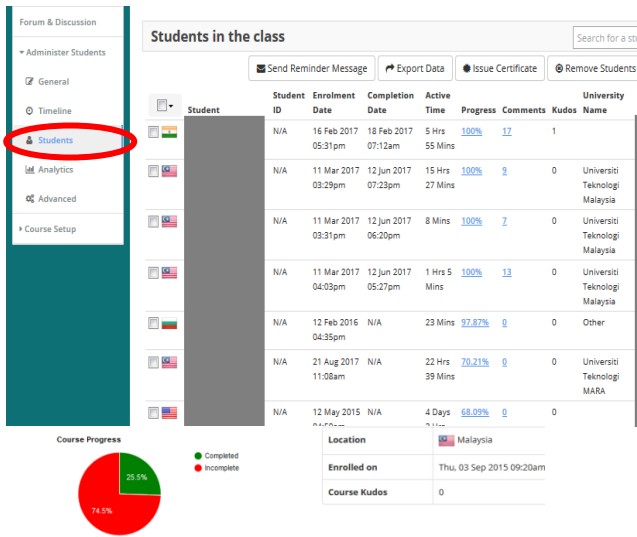 Forum & Discussion
Administer Students
General
Timeline
Students
Analytics
Advanced
Course Setup
Students in the class
Search for a stu
Send Reminder Message Export Data Issue Certificate Remove Students
Student Student ID Enrolment Date Completion Date Active Time Progress Comments Kudos University Name
N/A 16 Feb 2017 18 Feb 2017 5 Hrs 100% 17 1
05:31pm 07:12am 55 Mins
N/A 11 Mar 2017 12 Jun 2017 15 Hrs 100% 9 0 Universiti
03:29pm 07:23pm 27 Mins Teknologi
Malaysia
N/A 11 Mar 2017 12 Jun 2017 8 Mins 100% 7 0 Universiti
03:31pm 06:20pm Teknologi
Malaysia
N/A 11 Mar 2017 12 Jun 2017 1 Hrs 5 100% 13 0 Universiti
04:03pm 05:27pm Mins Teknologi
Malaysia
N/A 12 Feb 2016 N/A 23 Mins 97.87% 0 0 Other
04:35pm
N/A 21 Aug 2017 N/A 22 Hrs 70.21% 0 0 Universiti
11:08am 39 Mins Teknologi
MARA
N/A 12 May 2015 N/A 4 Days 68.09% 0 0
Course Progress
Completed
Incomplete
25.5%
74.5%
Location Malaysia
Enrolled on Thu, 03 Sep 2015 09:20am
Course Kudos 0